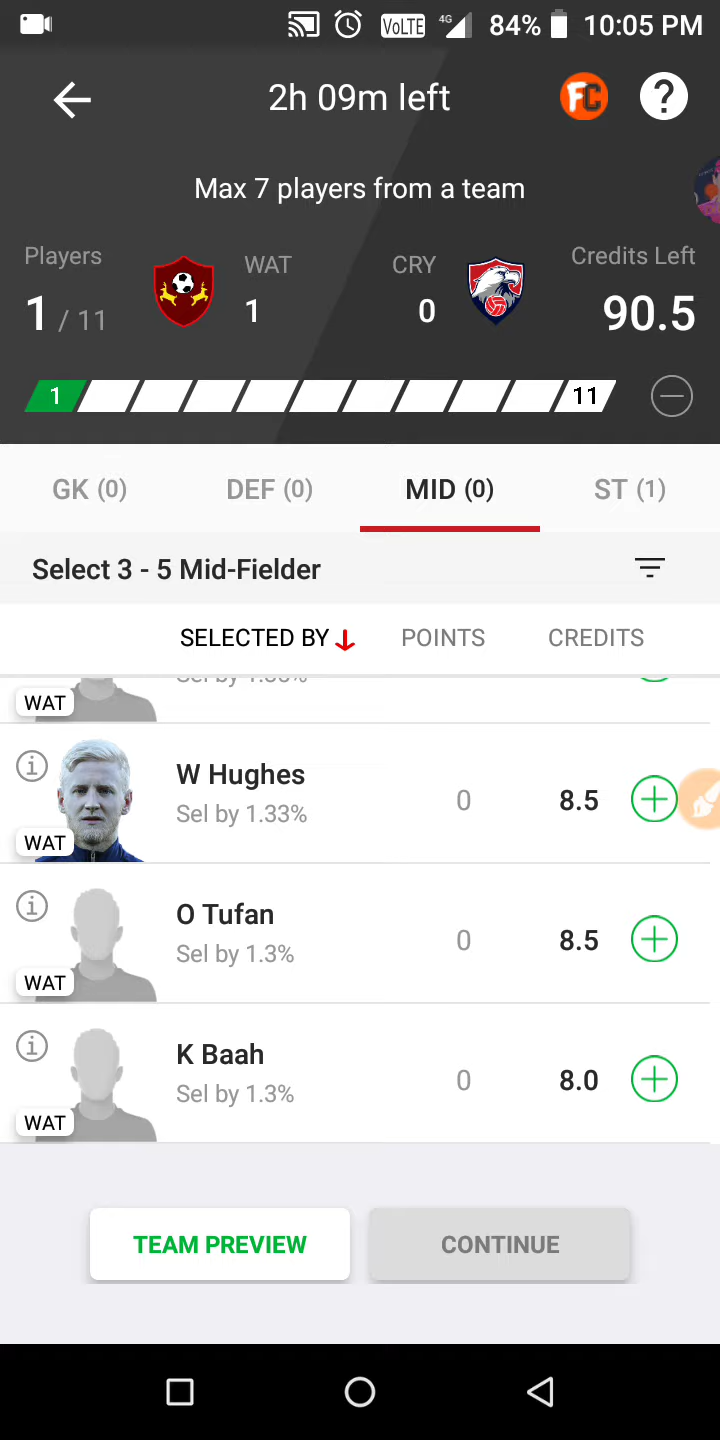 VoLTE 4G 84% 10:05 PM
2h 09m left FC ?
Max 7 players from a team
Players WAT CRY Credits Left
1 / 11 1 0 90.5
1 11
GK (0) DEF (0) MID (0) ST (1)
Select 3 - 5 Mid-Fielder
SELECTED BY POINTS CREDITS
WAT
W Hughes
Sel by 1.33% 0 8.5
WAT
O Tufan
Sel by 1.3% 0 8.5
WAT
K Baah
Sel by 1.3% 0 8.0
WAT
TEAM PREVIEW CONTINUE